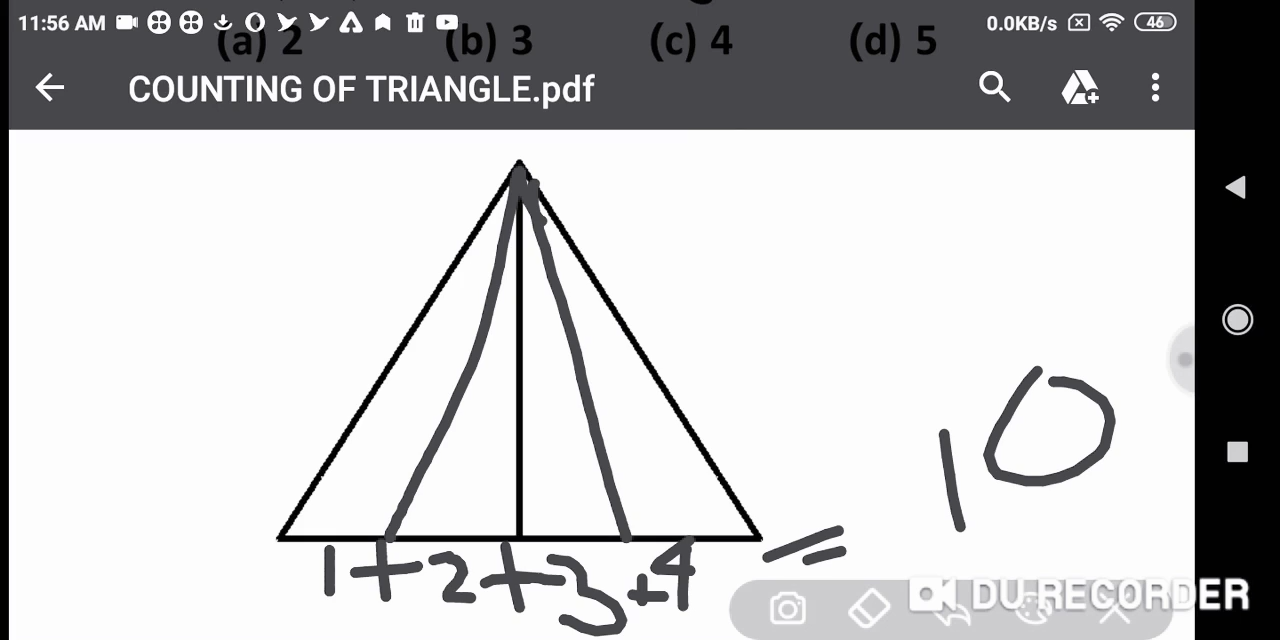 11:56 AM 0.0KB/s 46
(a) 2 (b) 3 (c) 4 (d) 5
COUNTING OF TRIANGLE.pdf
10
1+2+3+4 =
DU RECORDER